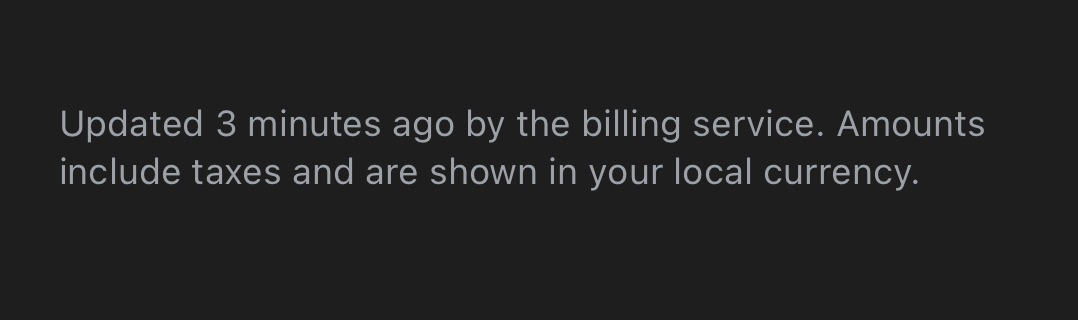 Updated 3 minutes ago by the billing service. Amounts
include taxes and are shown in your local currency.